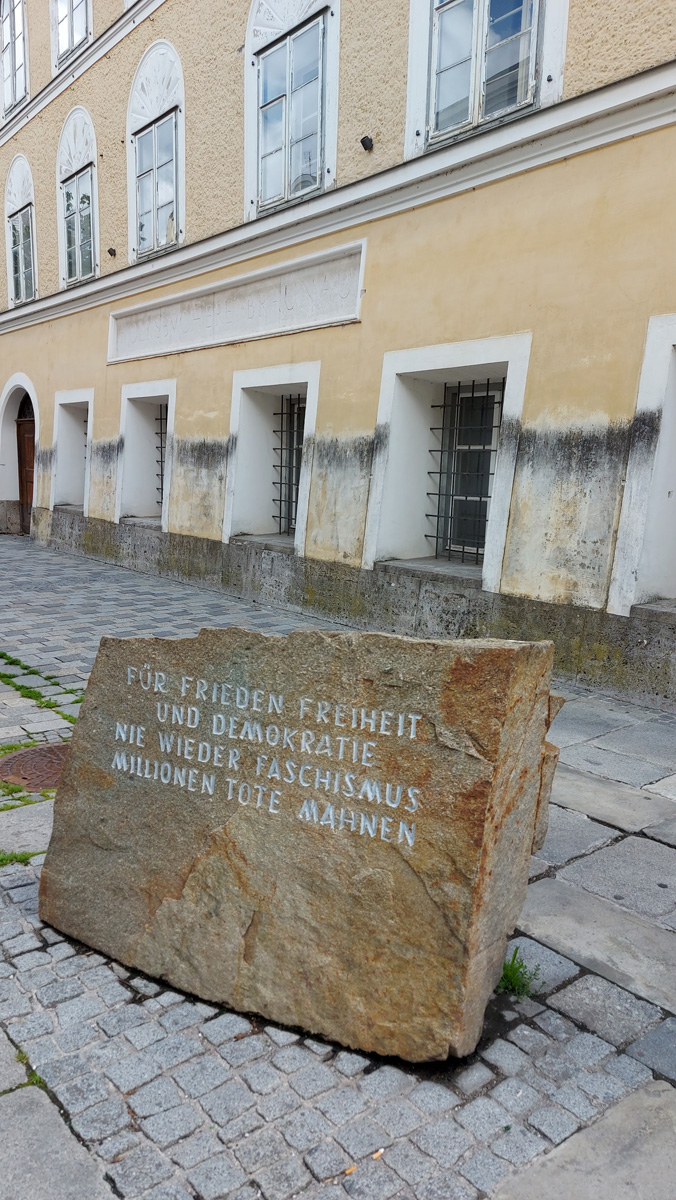 FÜR FRIEDEN FREIHEIT
UND DEMOKRATIE
NIE WIEDER FASCHISMUS
MILLIONEN TOTE MAHNEN